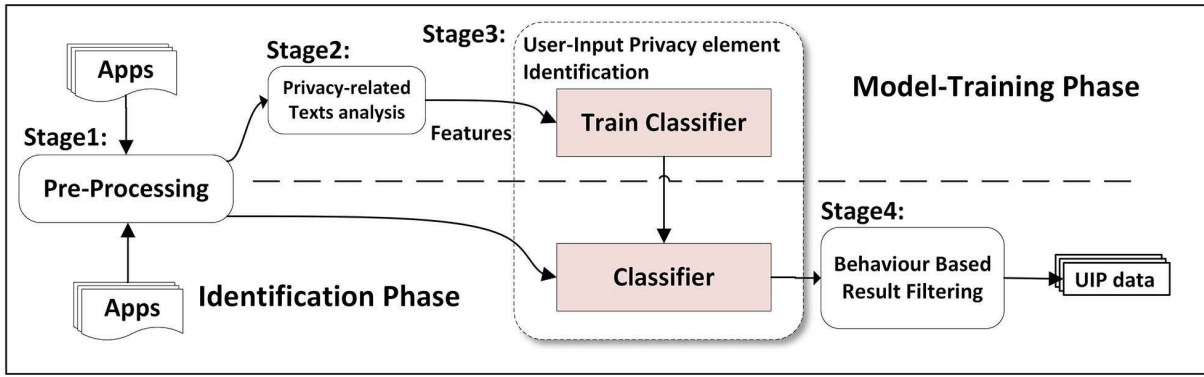 Apps
Stage1:
Pre-Processing
Apps
Stage2:
Privacy-related
Texts analysis
Features
Stage3:
User-Input Privacy element
Identification
Train Classifier
Model-Training Phase
Identification Phase
Classifier
Stage4:
Behaviour Based
Result Filtering
UIP data